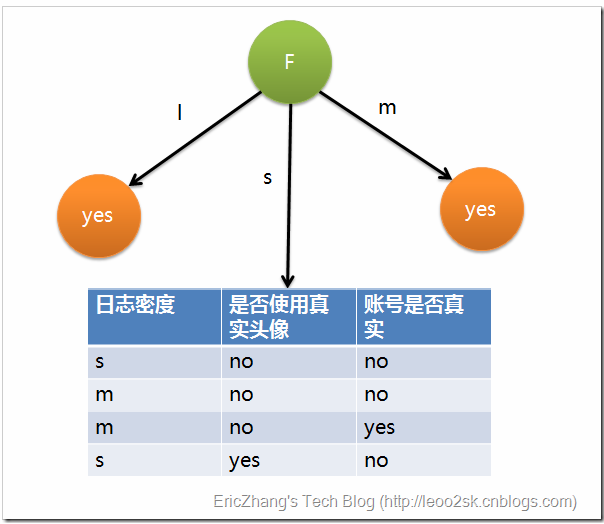 F
l
m
s
yes
yes
日志密度 是否使用真 账号是否真
实头像 实
s no no
m no no
m no yes
s yes no
EricZhang's Tech Blog (http://leoo2sk.cnblogs.com)